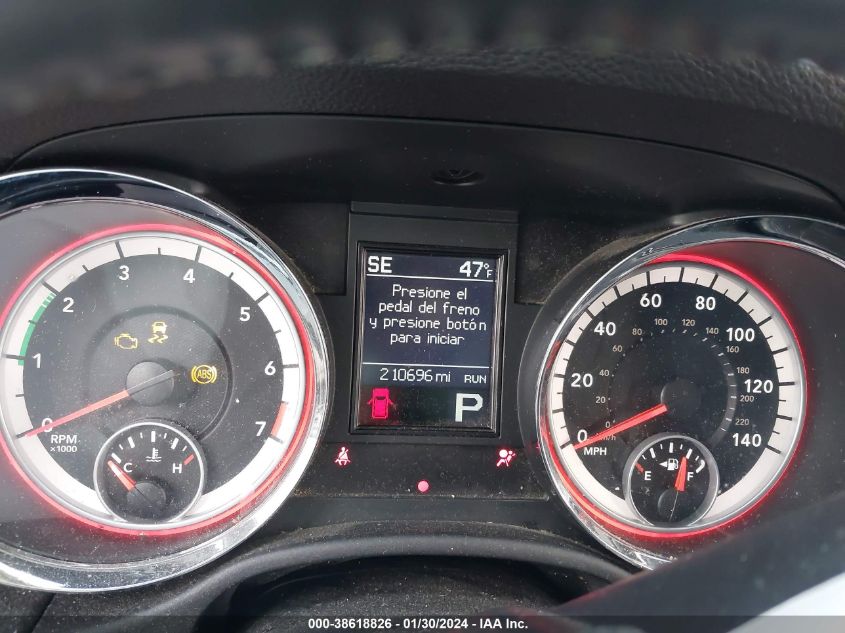 SE 47°F
Presione el
pedal del freno
y presione botón
para iniciar
210696 mi RUN
P
0 1 2 3 4 5 6 7
RPM
×1000
ABS
C H
0 20 40 60 80 100 120 140
MPH
km/h
E F
000-38618826 - 01/30/2024 - IAA Inc.